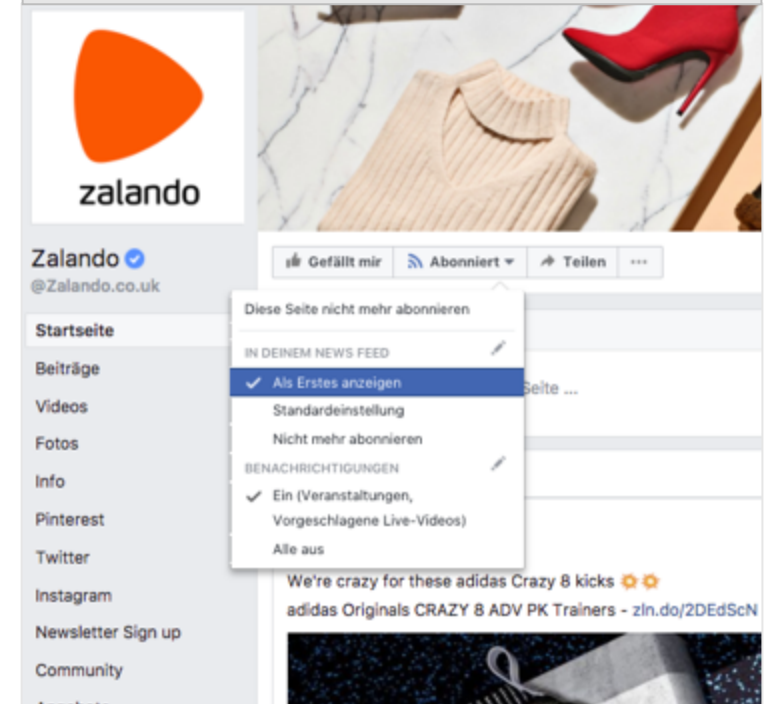 zalando
Zalando
@Zalando.co.uk
Startseite
Beiträge
Videos
Fotos
Info
Pinterest
Twitter
Instagram
Newsletter Sign up
Community
Gefällt mir
Abonniert
Teilen
Diese Seite nicht mehr abonnieren
IN DEINEM NEWS FEED
Als Erstes anzeigen
Standardeinstellung
Nicht mehr abonnieren
BENACHRICHTIGUNGEN
Ein (Veranstaltungen,
Vorgeschlagene Live-Videos)
Alle aus
Seite ...
We're crazy for these adidas Crazy 8 kicks 💥💥
adidas Originals CRAZY 8 ADV PK Trainers - zln.do/2DEdScN